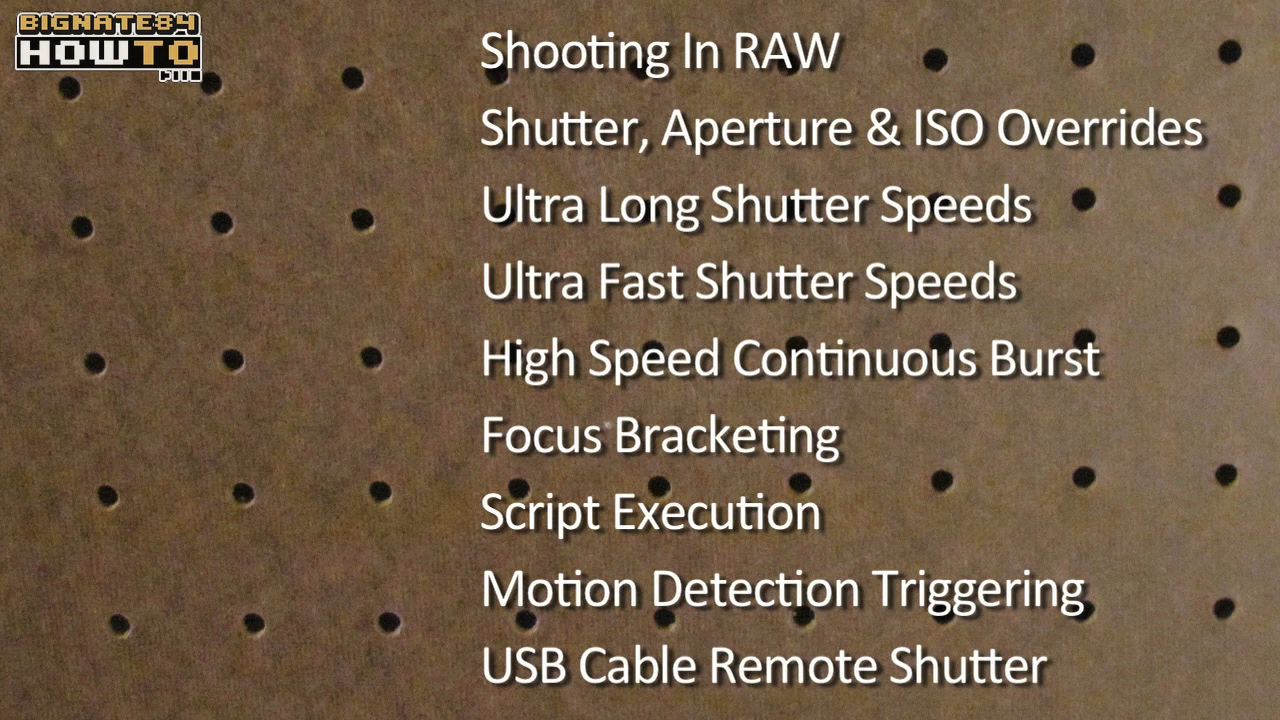 BIGNATE84
HOWTO
Shooting In RAW
Shutter, Aperture & ISO Overrides
Ultra Long Shutter Speeds
Ultra Fast Shutter Speeds
High Speed Continuous Burst
Focus Bracketing
Script Execution
Motion Detection Triggering
USB Cable Remote Shutter